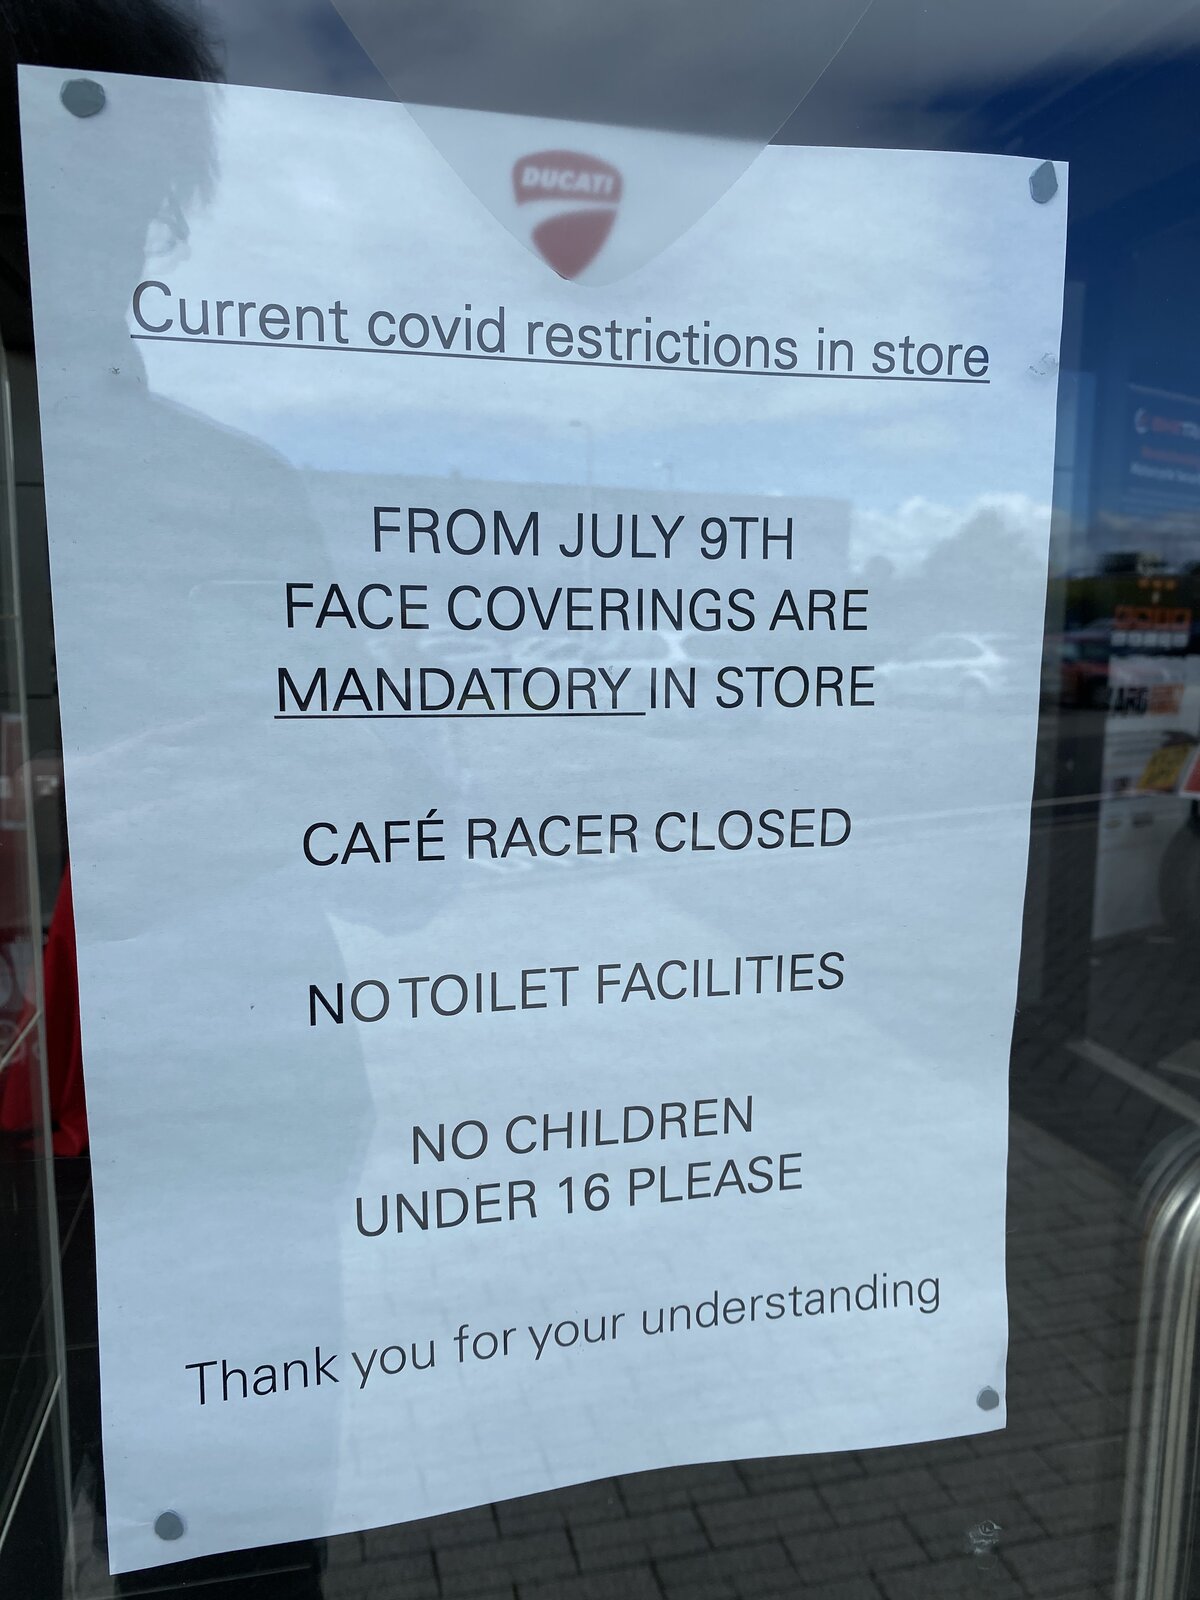 DUCATI
Current covid restrictions in store
FROM JULY 9TH
FACE COVERINGS ARE
MANDATORY IN STORE
CAFÉ RACER CLOSED
NO TOILET FACILITIES
NO CHILDREN
UNDER 16 PLEASE
Thank you for your understanding